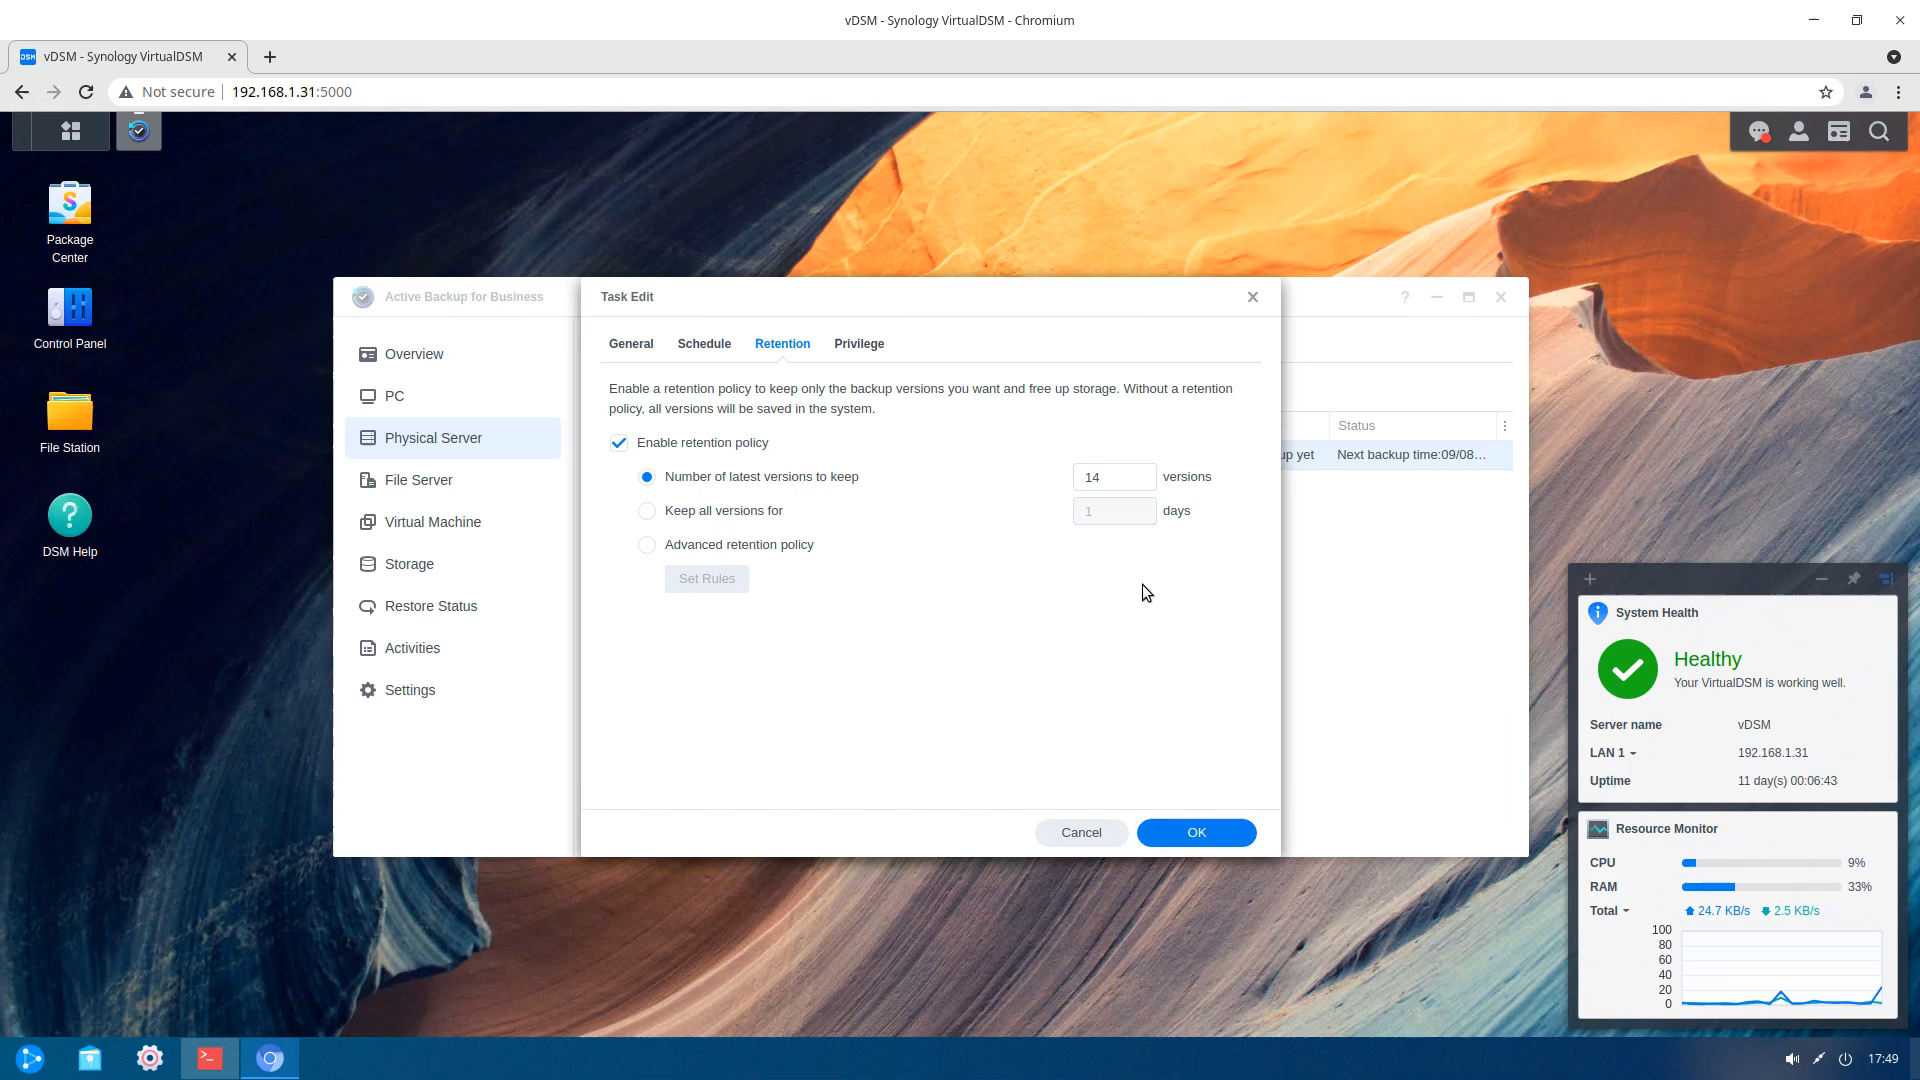 vDSM - Synology VirtualDSM - Chromium
DSM vDSM - Synology VirtualDSM
Not secure 192.168.1.31:5000
Package
Center
Control Panel
File Station
DSM Help
Active Backup for Business
Overview
PC
Physical Server
File Server
Virtual Machine
Storage
Restore Status
Activities
Settings
Task Edit
General Schedule Retention Privilege
Enable a retention policy to keep only the backup versions you want and free up storage. Without a retention
policy, all versions will be saved in the system.
Enable retention policy
Number of latest versions to keep 14 versions
Keep all versions for 1 days
Advanced retention policy
Set Rules
Cancel OK
Status
up yet Next backup time:09/08...
System Health
Healthy
Your VirtualDSM is working well.
Server name vDSM
LAN 1 192.168.1.31
Uptime 11 day(s) 00:06:43
Resource Monitor
CPU 9%
RAM 33%
Total 24.7 KB/s 2.5 KB/s
100
80
60
40
20
0
17:49